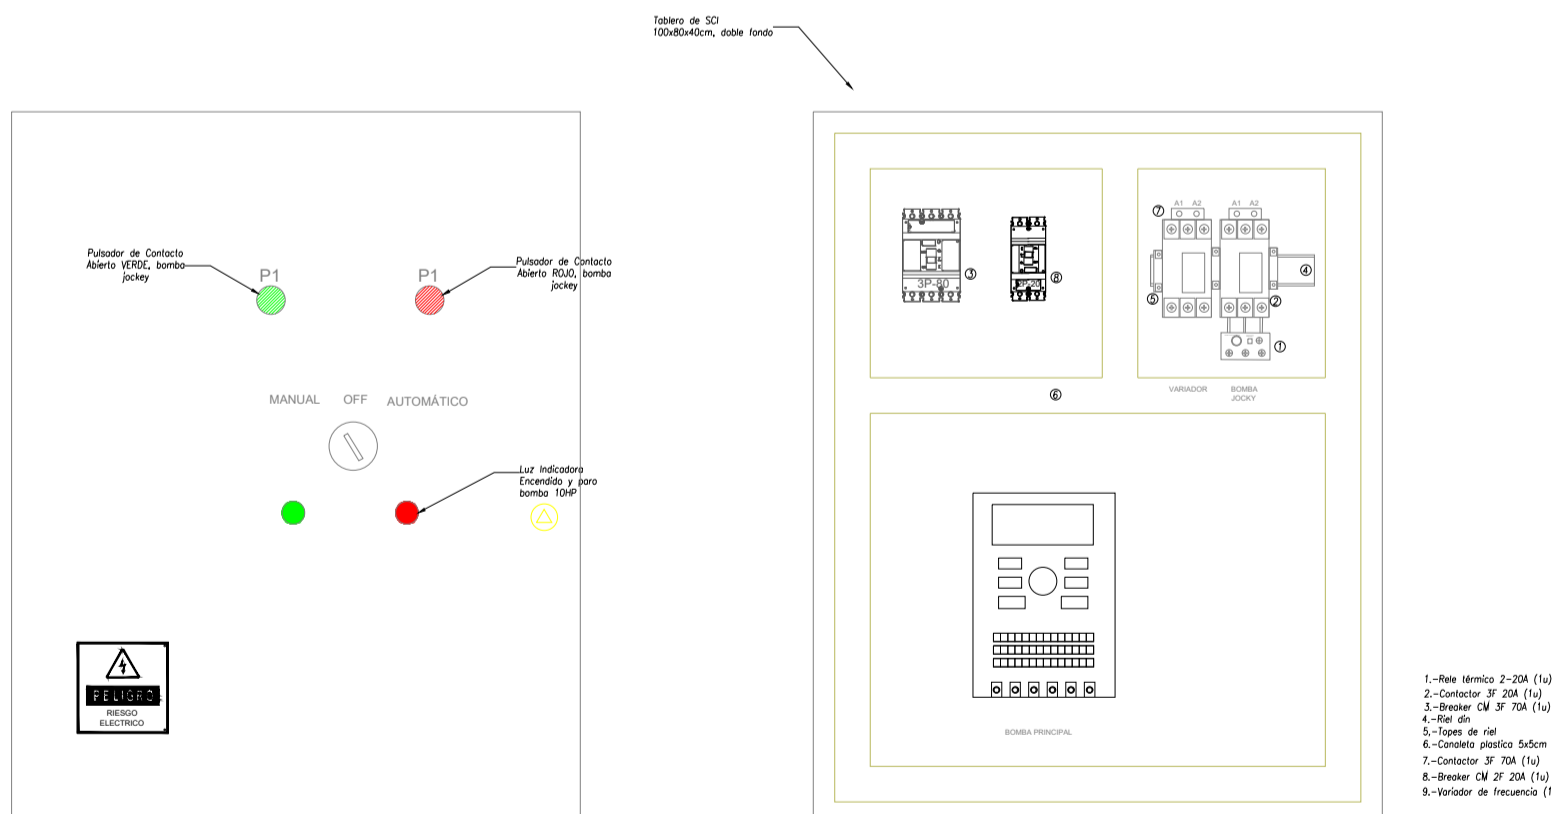 Tablero de SCI
100x80x40cm, doble fondo
Pulsador de Contacto
Abierto VERDE, bomba
jockey
P1
P1
Pulsador de Contacto
Abierto ROJO, bomba
jockey
MANUAL OFF AUTOMÁTICO
Luz Indicadora
Encendido y paro
bomba 10HP
PELIGRO
RIESGO
ELECTRICO
3P-80
3
2P-20
8
7
A1 A2
A1 A2
4
5
2
1
VARIADOR
BOMBA
JOCKY
6
BOMBA PRINCIPAL
1.-Rele térmico 2-20A (1u)
2.-Contactor 3F 20A (1u)
3.-Breaker CM 3F 70A (1u)
4.-Riel din
5.-Topes de riel
6.-Canaleta plastica 5x5cm
7.-Contactor 3F 70A (1u)
8.-Breaker CM 2F 20A (1u)
9.-Variador de frecuencia (1